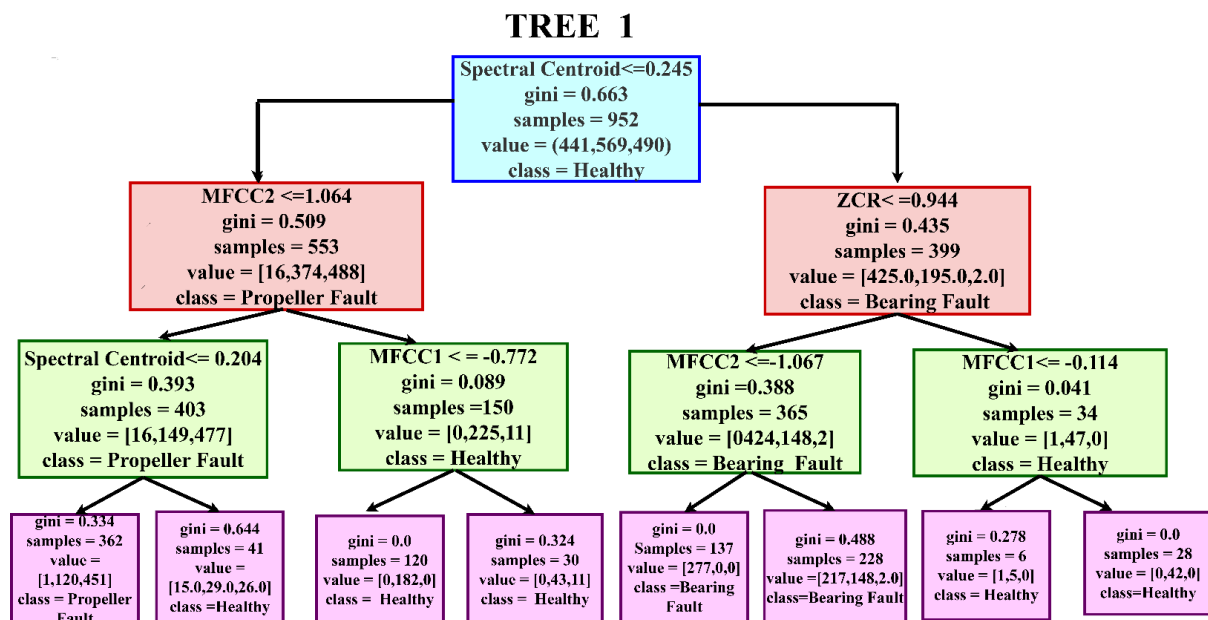 TREE 1
Spectral Centroid<=0.245
gini = 0.663
samples = 952
value = (441,569,490)
class = Healthy
MFCC2 <=1.064
gini = 0.509
samples = 553
value = [16,374,488]
class = Propeller Fault
ZCR< =0.944
gini = 0.435
samples = 399
value = [425.0,195.0,2.0]
class = Bearing Fault
Spectral Centroid<= 0.204
gini = 0.393
samples = 403
value = [16,149,477]
class = Propeller Fault
MFCC1 < = -0.772
gini = 0.089
samples =150
value = [0,225,11]
class = Healthy
MFCC2 <=-1.067
gini =0.388
samples = 365
value = [0424,148,2]
class = Bearing Fault
MFCC1<= -0.114
gini = 0.041
samples = 34
value = [1,47,0]
class = Healthy
gini = 0.334
samples = 362
value =
[1,120,451]
class = Propeller
Fault
gini = 0.644
samples = 41
value =
[15.0,29.0,26.0]
class =Healthy
gini = 0.0
samples = 120
value = [0,182,0]
class = Healthy
gini = 0.324
samples = 30
value = [0,43,11]
class = Healthy
gini = 0.0
Samples = 137
value = [277,0,0]
class =Bearing
Fault
gini = 0.488
samples = 228
value =[217,148,2.0]
class=Bearing Fault
gini = 0.278
samples = 6
value = [1,5,0]
class = Healthy
gini = 0.0
samples = 28
value = [0,42,0]
class=Healthy